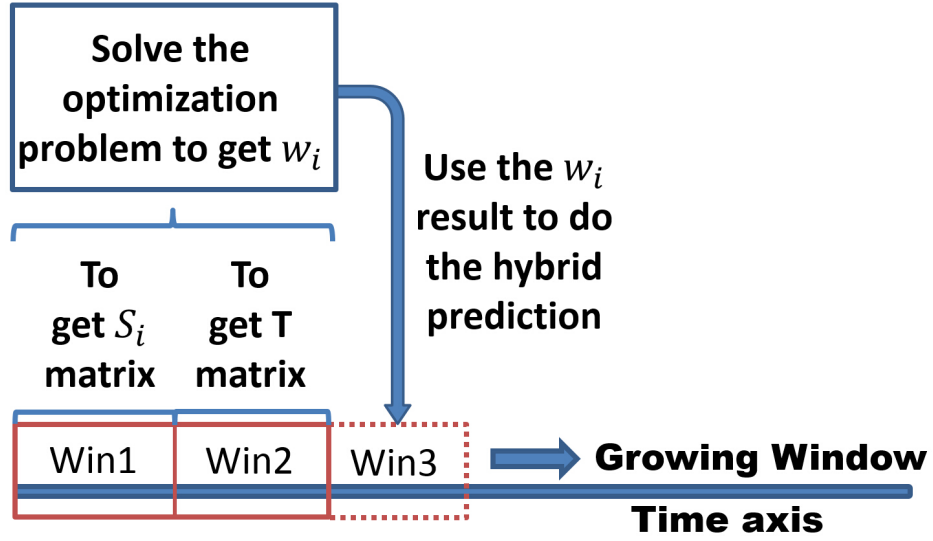 Solve the
optimization
problem to get wᵢ
Use the wᵢ
result to do
the hybrid
prediction
To
get Sᵢ
matrix
To
get T
matrix
Win1
Win2
Win3
Growing Window
Time axis